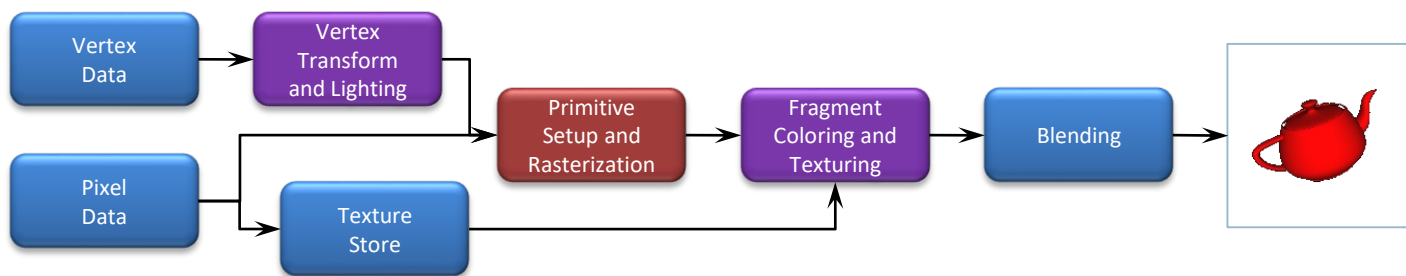 Vertex
Data
Vertex
Transform
and Lighting
Primitive
Setup and
Rasterization
Fragment
Coloring and
Texturing
Blending
Pixel
Data
Texture
Store